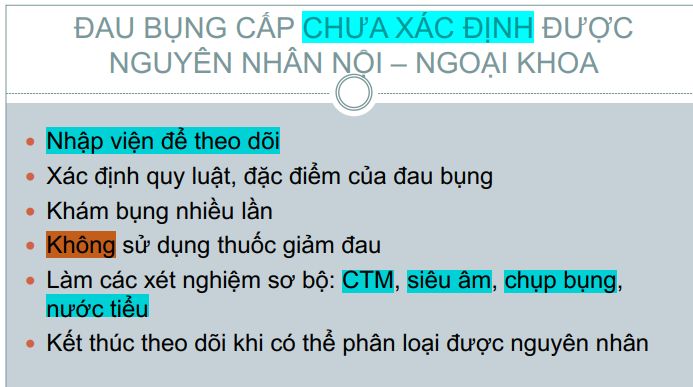 ĐAU BỤNG CẤP CHƯA XÁC ĐỊNH ĐƯỢC
NGUYÊN NHÂN NỘI – NGOẠI KHOA
• Nhập viện để theo dõi
• Xác định quy luật, đặc điểm của đau bụng
• Khám bụng nhiều lần
• Không sử dụng thuốc giảm đau
• Làm các xét nghiệm sơ bộ: CTM, siêu âm, chụp bụng,
nước tiểu
• Kết thúc theo dõi khi có thể phân loại được nguyên nhân